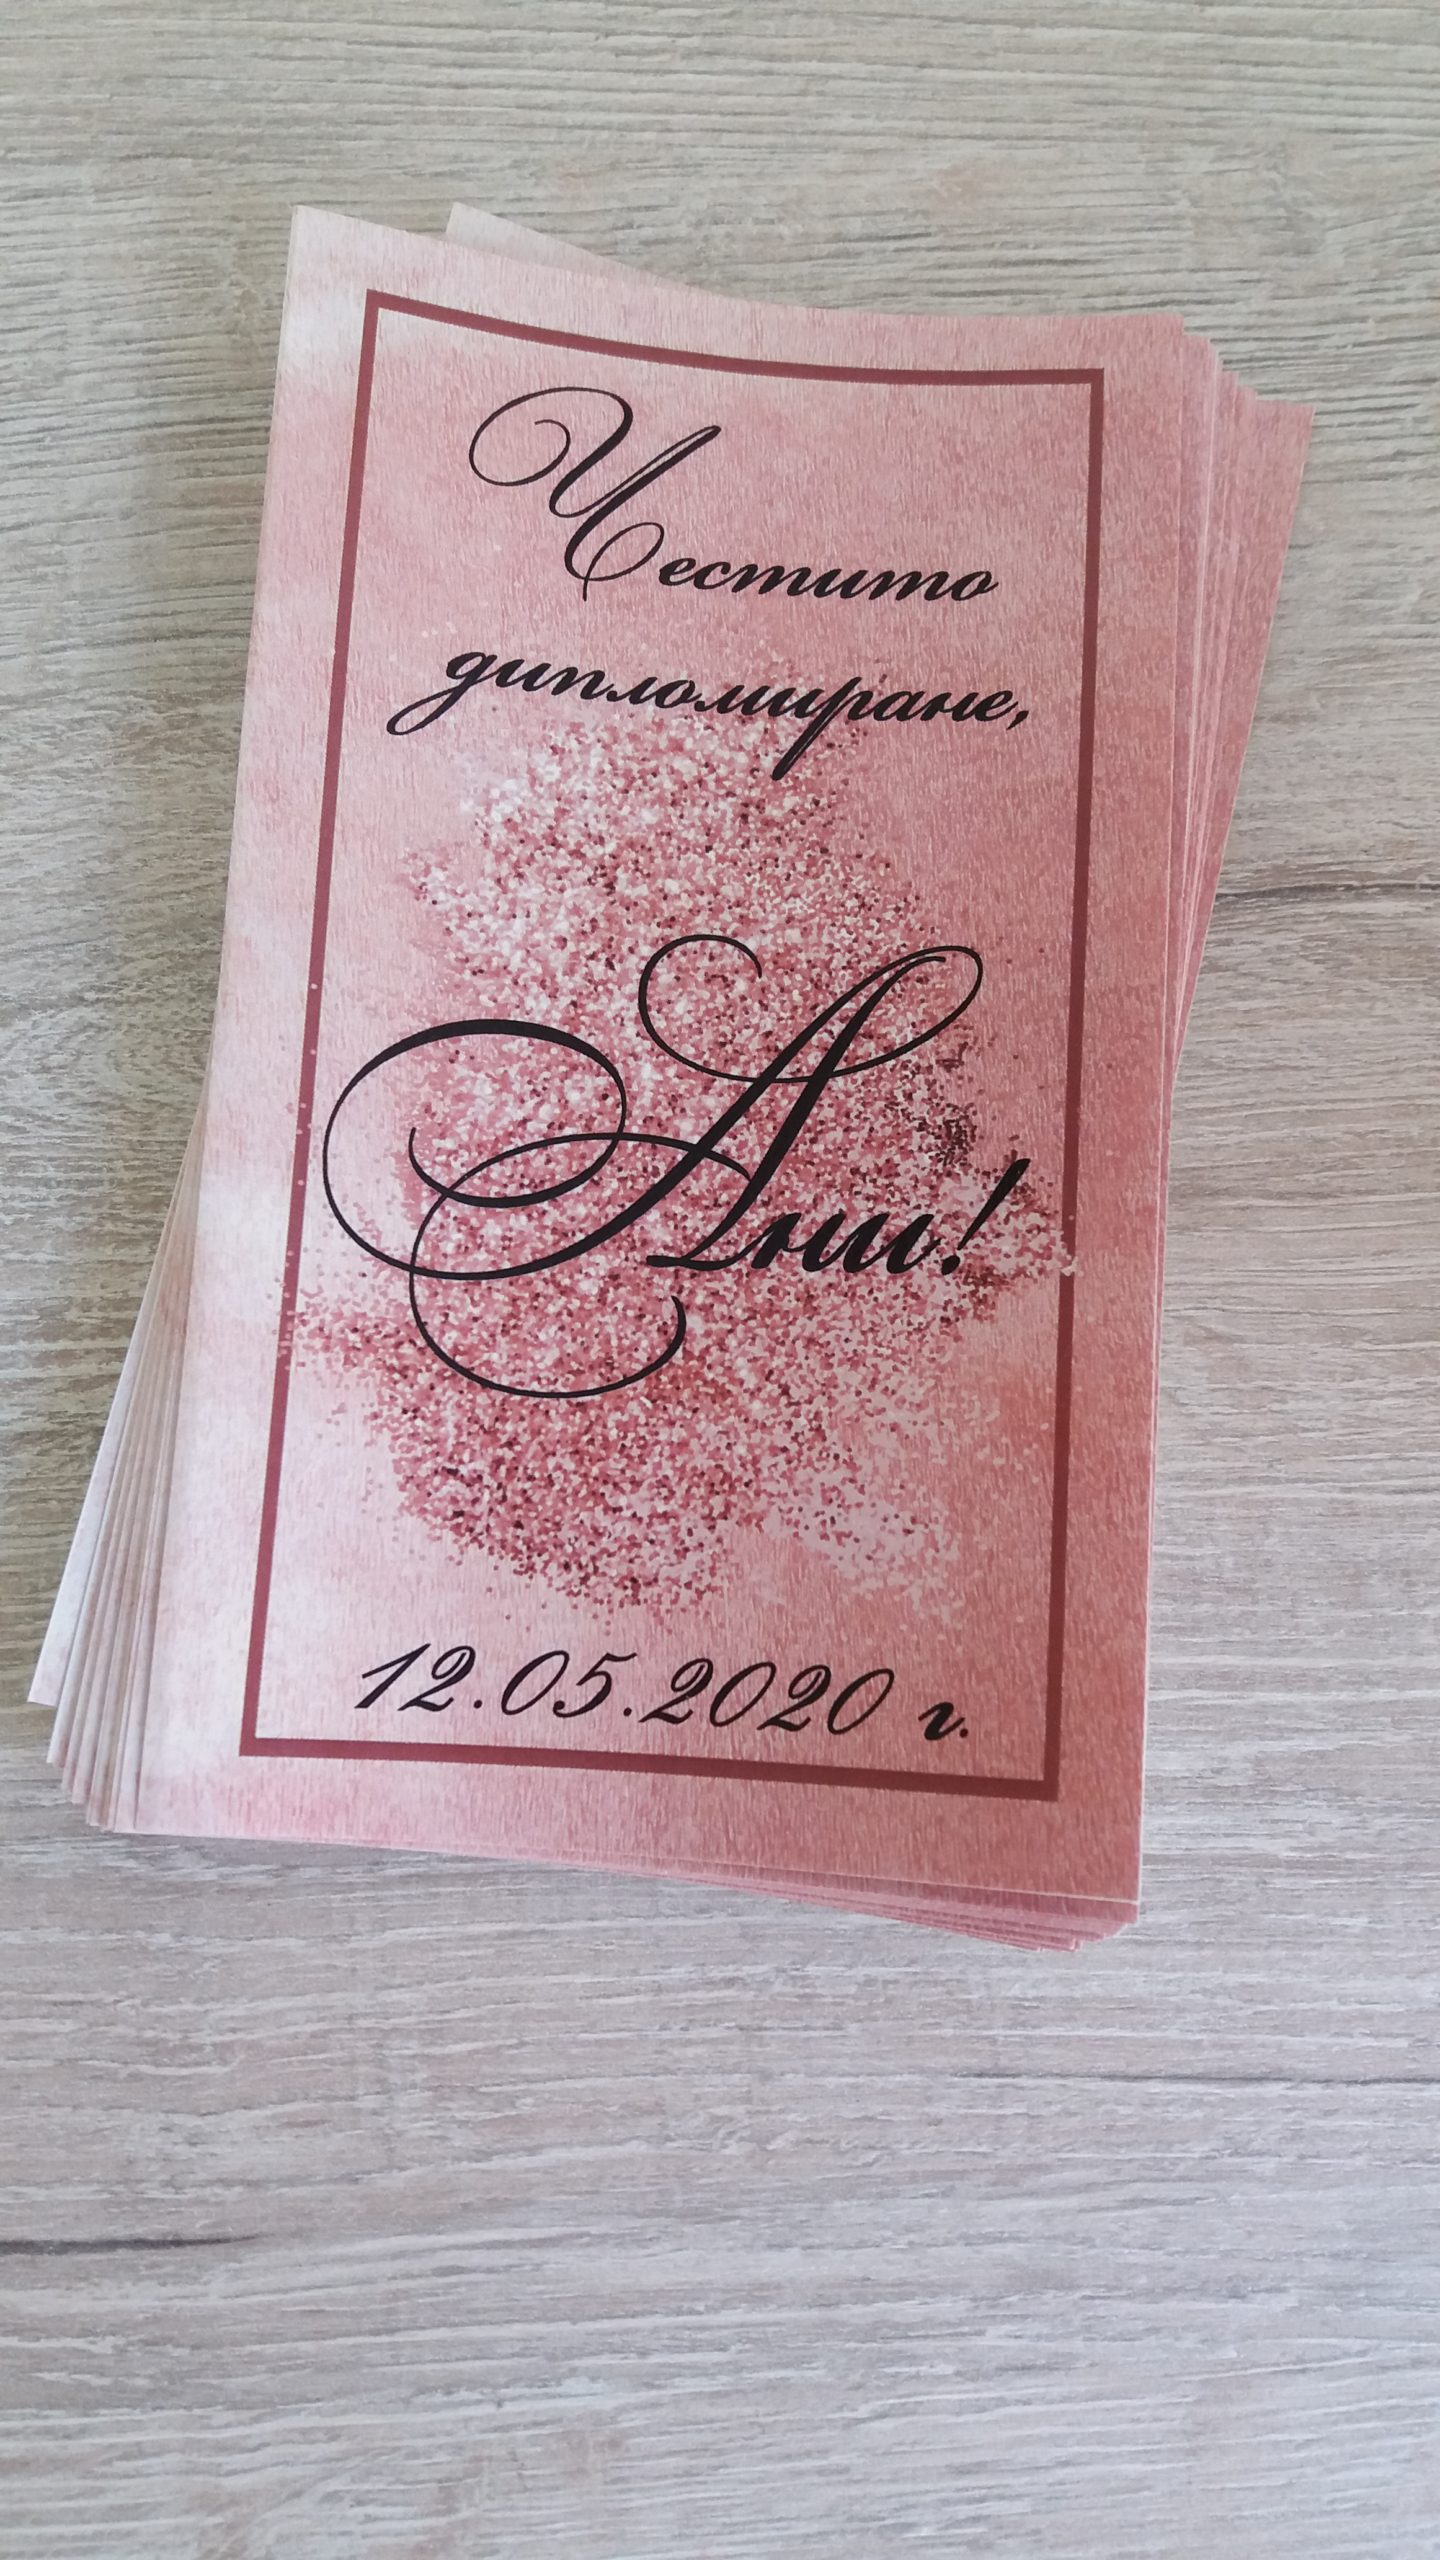 Честито
дипломиране,
Ани!
12.05.2020 г.